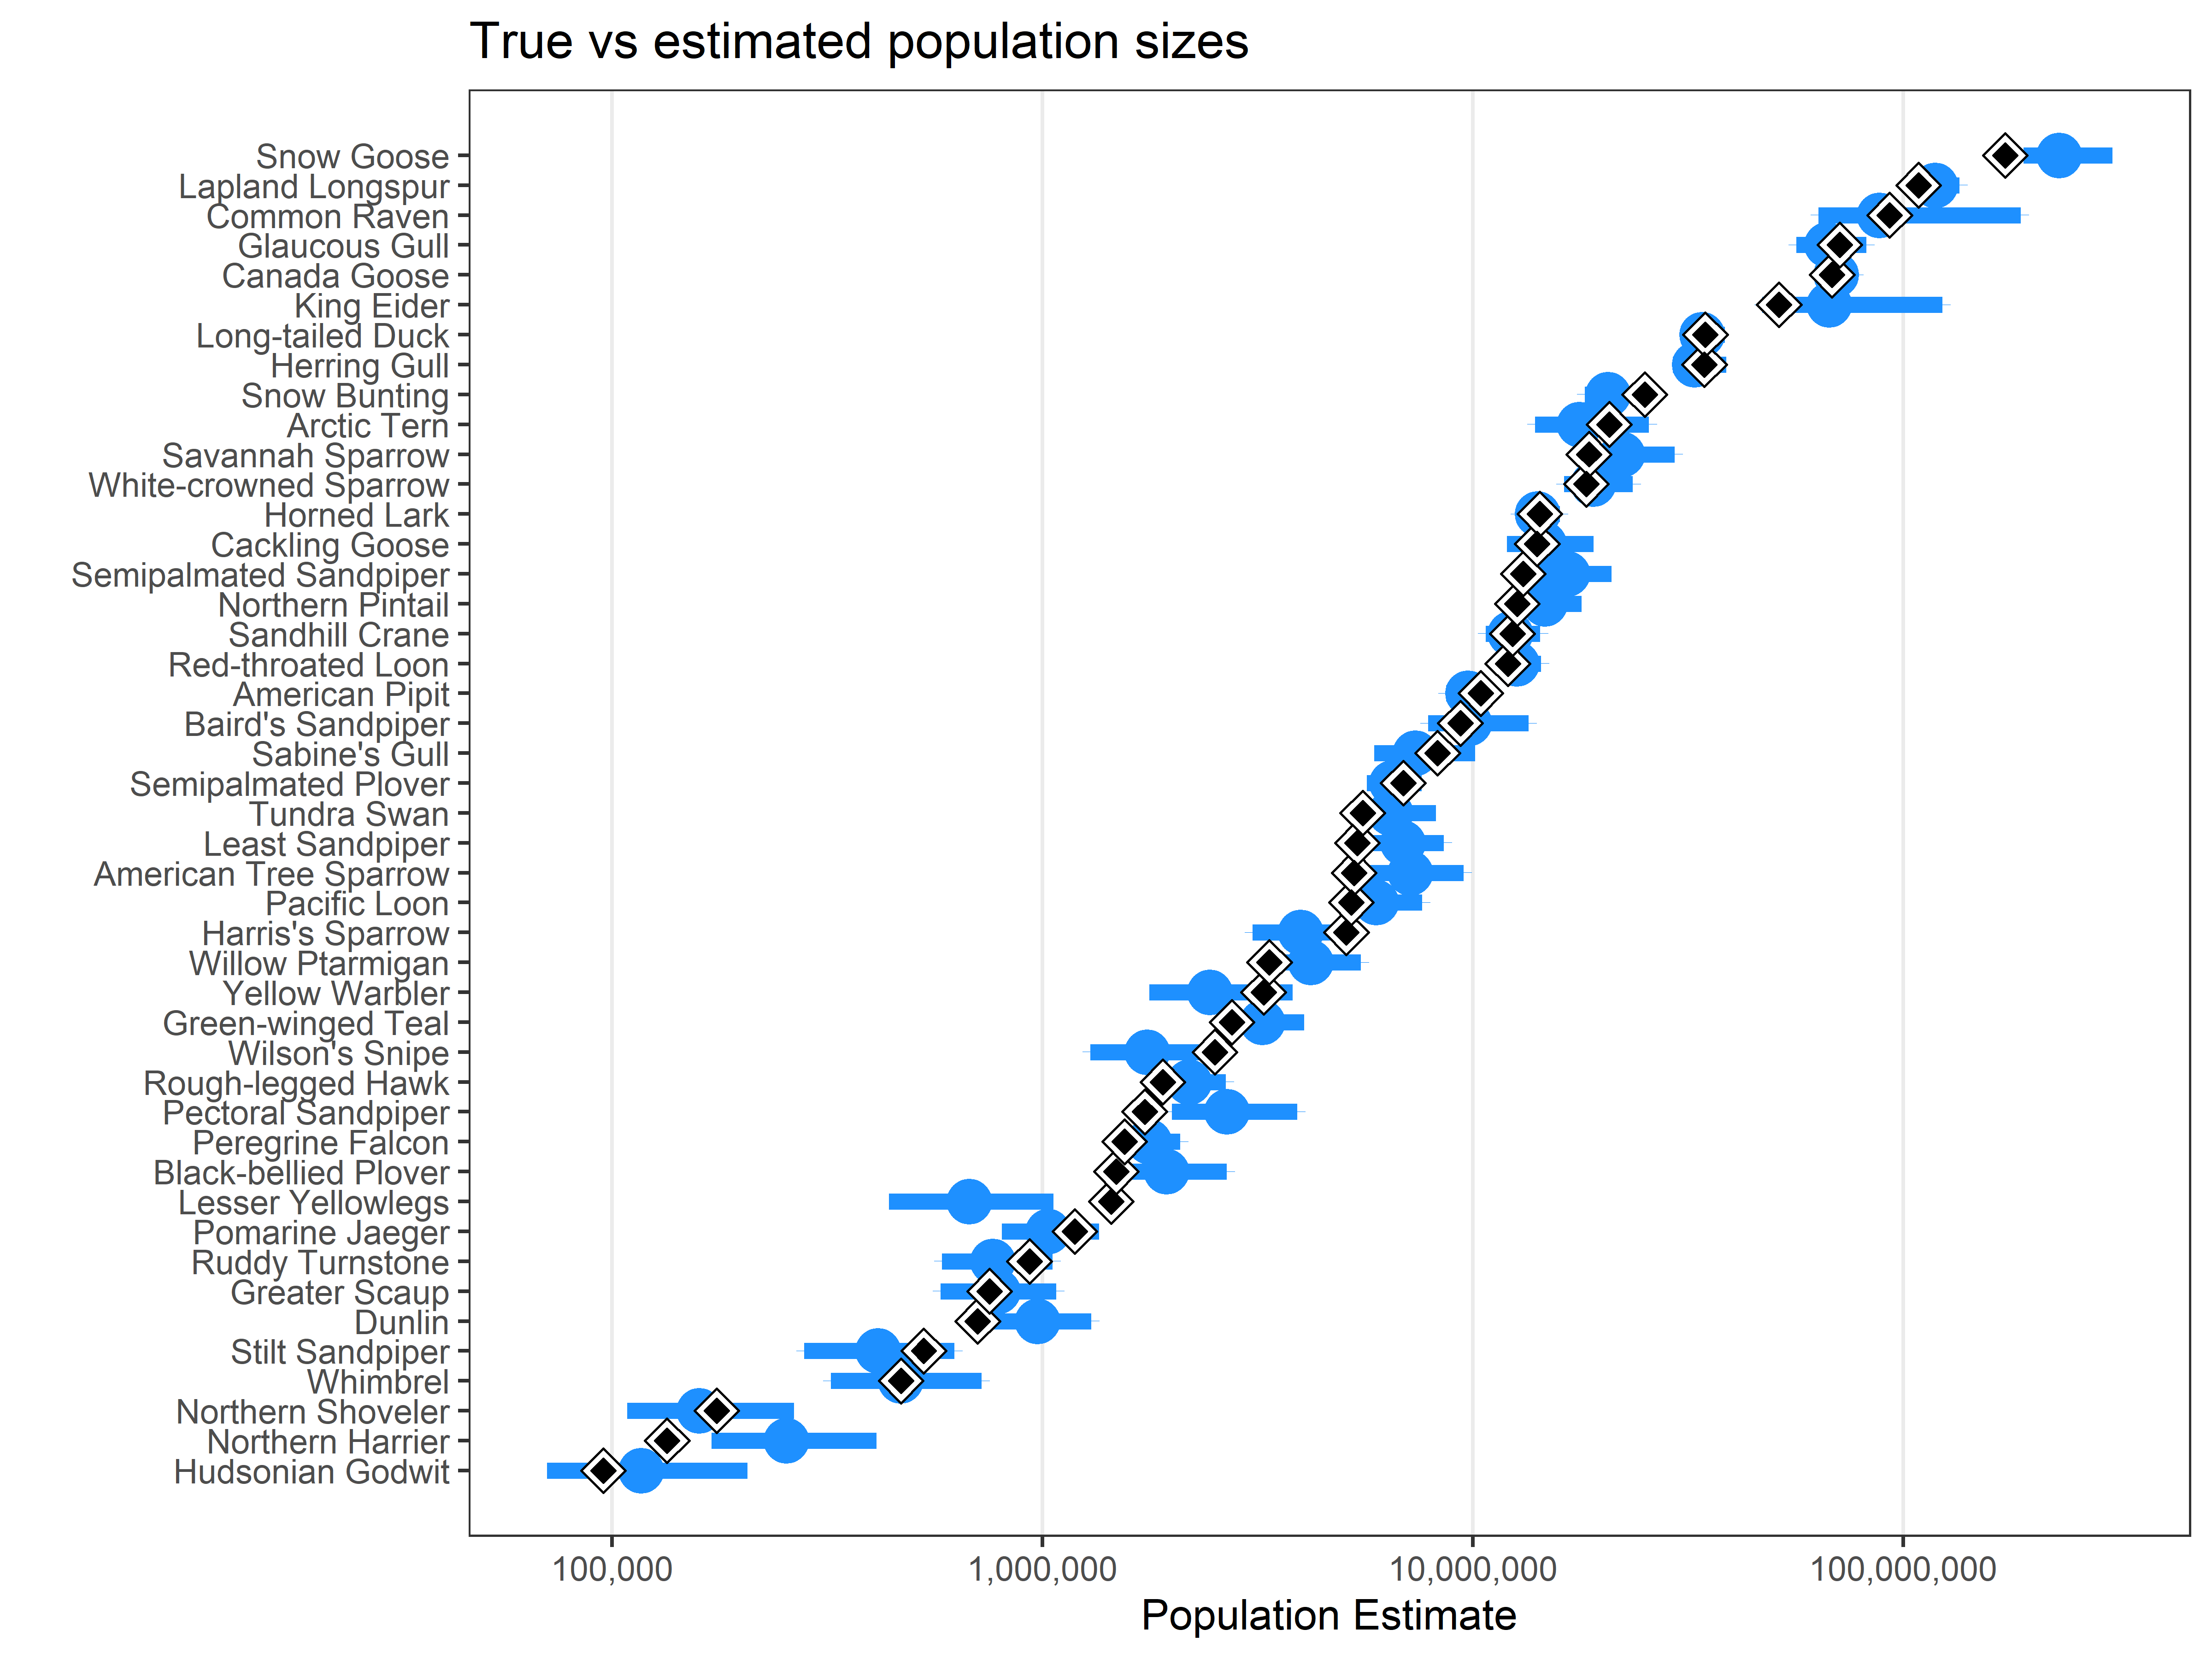 True vs estimated population sizes
Snow Goose
Lapland Longspur
Common Raven
Glaucous Gull
Canada Goose
King Eider
Long-tailed Duck
Herring Gull
Snow Bunting
Arctic Tern
Savannah Sparrow
White-crowned Sparrow
Horned Lark
Cackling Goose
Semipalmated Sandpiper
Northern Pintail
Sandhill Crane
Red-throated Loon
American Pipit
Baird's Sandpiper
Sabine's Gull
Semipalmated Plover
Tundra Swan
Least Sandpiper
American Tree Sparrow
Pacific Loon
Harris's Sparrow
Willow Ptarmigan
Yellow Warbler
Green-winged Teal
Wilson's Snipe
Rough-legged Hawk
Pectoral Sandpiper
Peregrine Falcon
Black-bellied Plover
Lesser Yellowlegs
Pomarine Jaeger
Ruddy Turnstone
Greater Scaup
Dunlin
Stilt Sandpiper
Whimbrel
Northern Shoveler
Northern Harrier
Hudsonian Godwit
100,000 1,000,000 10,000,000 100,000,000
Population Estimate